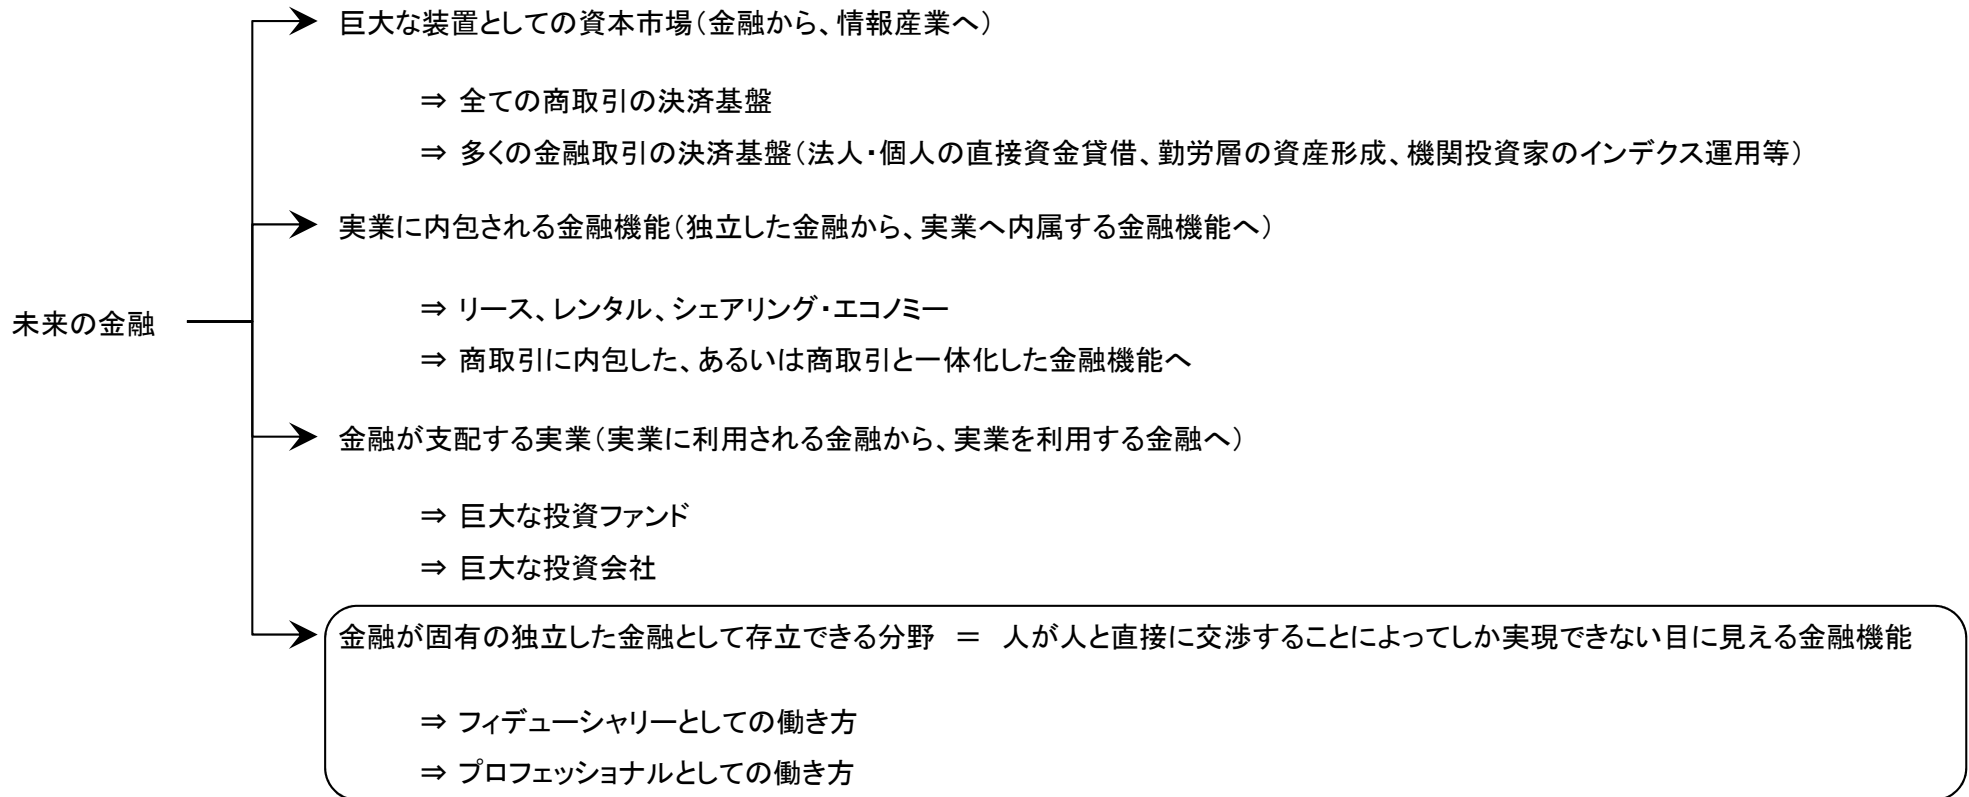 巨大な装置としての資本市場(金融から、情報産業へ)
⇒ 全ての商取引の決済基盤
⇒ 多くの金融取引の決済基盤(法人・個人の直接資金貸借、勤労層の資産形成、機関投資家のインデクス運用等)
実業に内包される金融機能(独立した金融から、実業へ内属する金融機能へ)
⇒ リース、レンタル、シェアリング・エコノミー
未来の金融
⇒ 商取引に内包した、あるいは商取引と一体化した金融機能へ
金融が支配する実業(実業に利用される金融から、実業を利用する金融へ)
⇒ 巨大な投資ファンド
⇒ 巨大な投資会社
金融が固有の独立した金融として存立できる分野 = 人が人と直接に交渉することによってしか実現できない目に見える金融機能
⇒ フィデューシャリーとしての働き方
⇒ プロフェッショナルとしての働き方